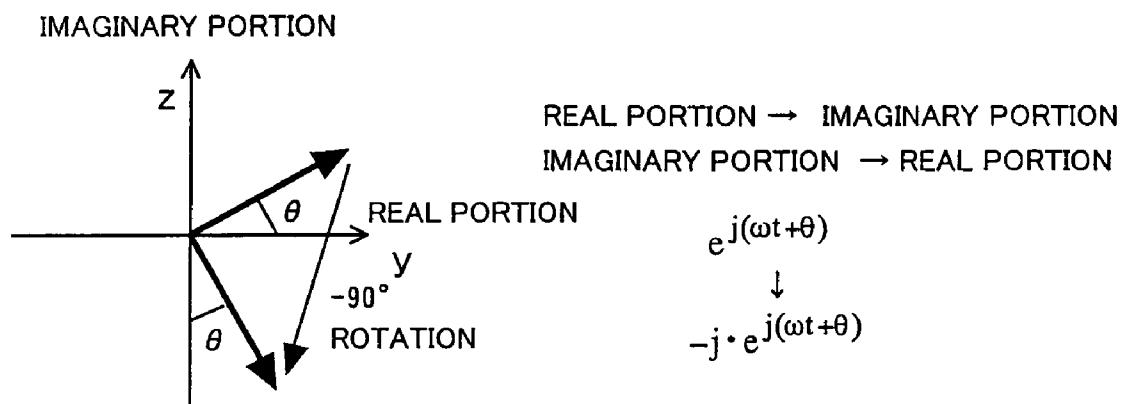 IMAGINARY PORTION
z
θ
REAL PORTION
y
-90°
θ
ROTATION
REAL PORTION → IMAGINARY PORTION
IMAGINARY PORTION → REAL PORTION
e^{j(ωt+θ)}
↓
-j·e^{j(ωt+θ)}